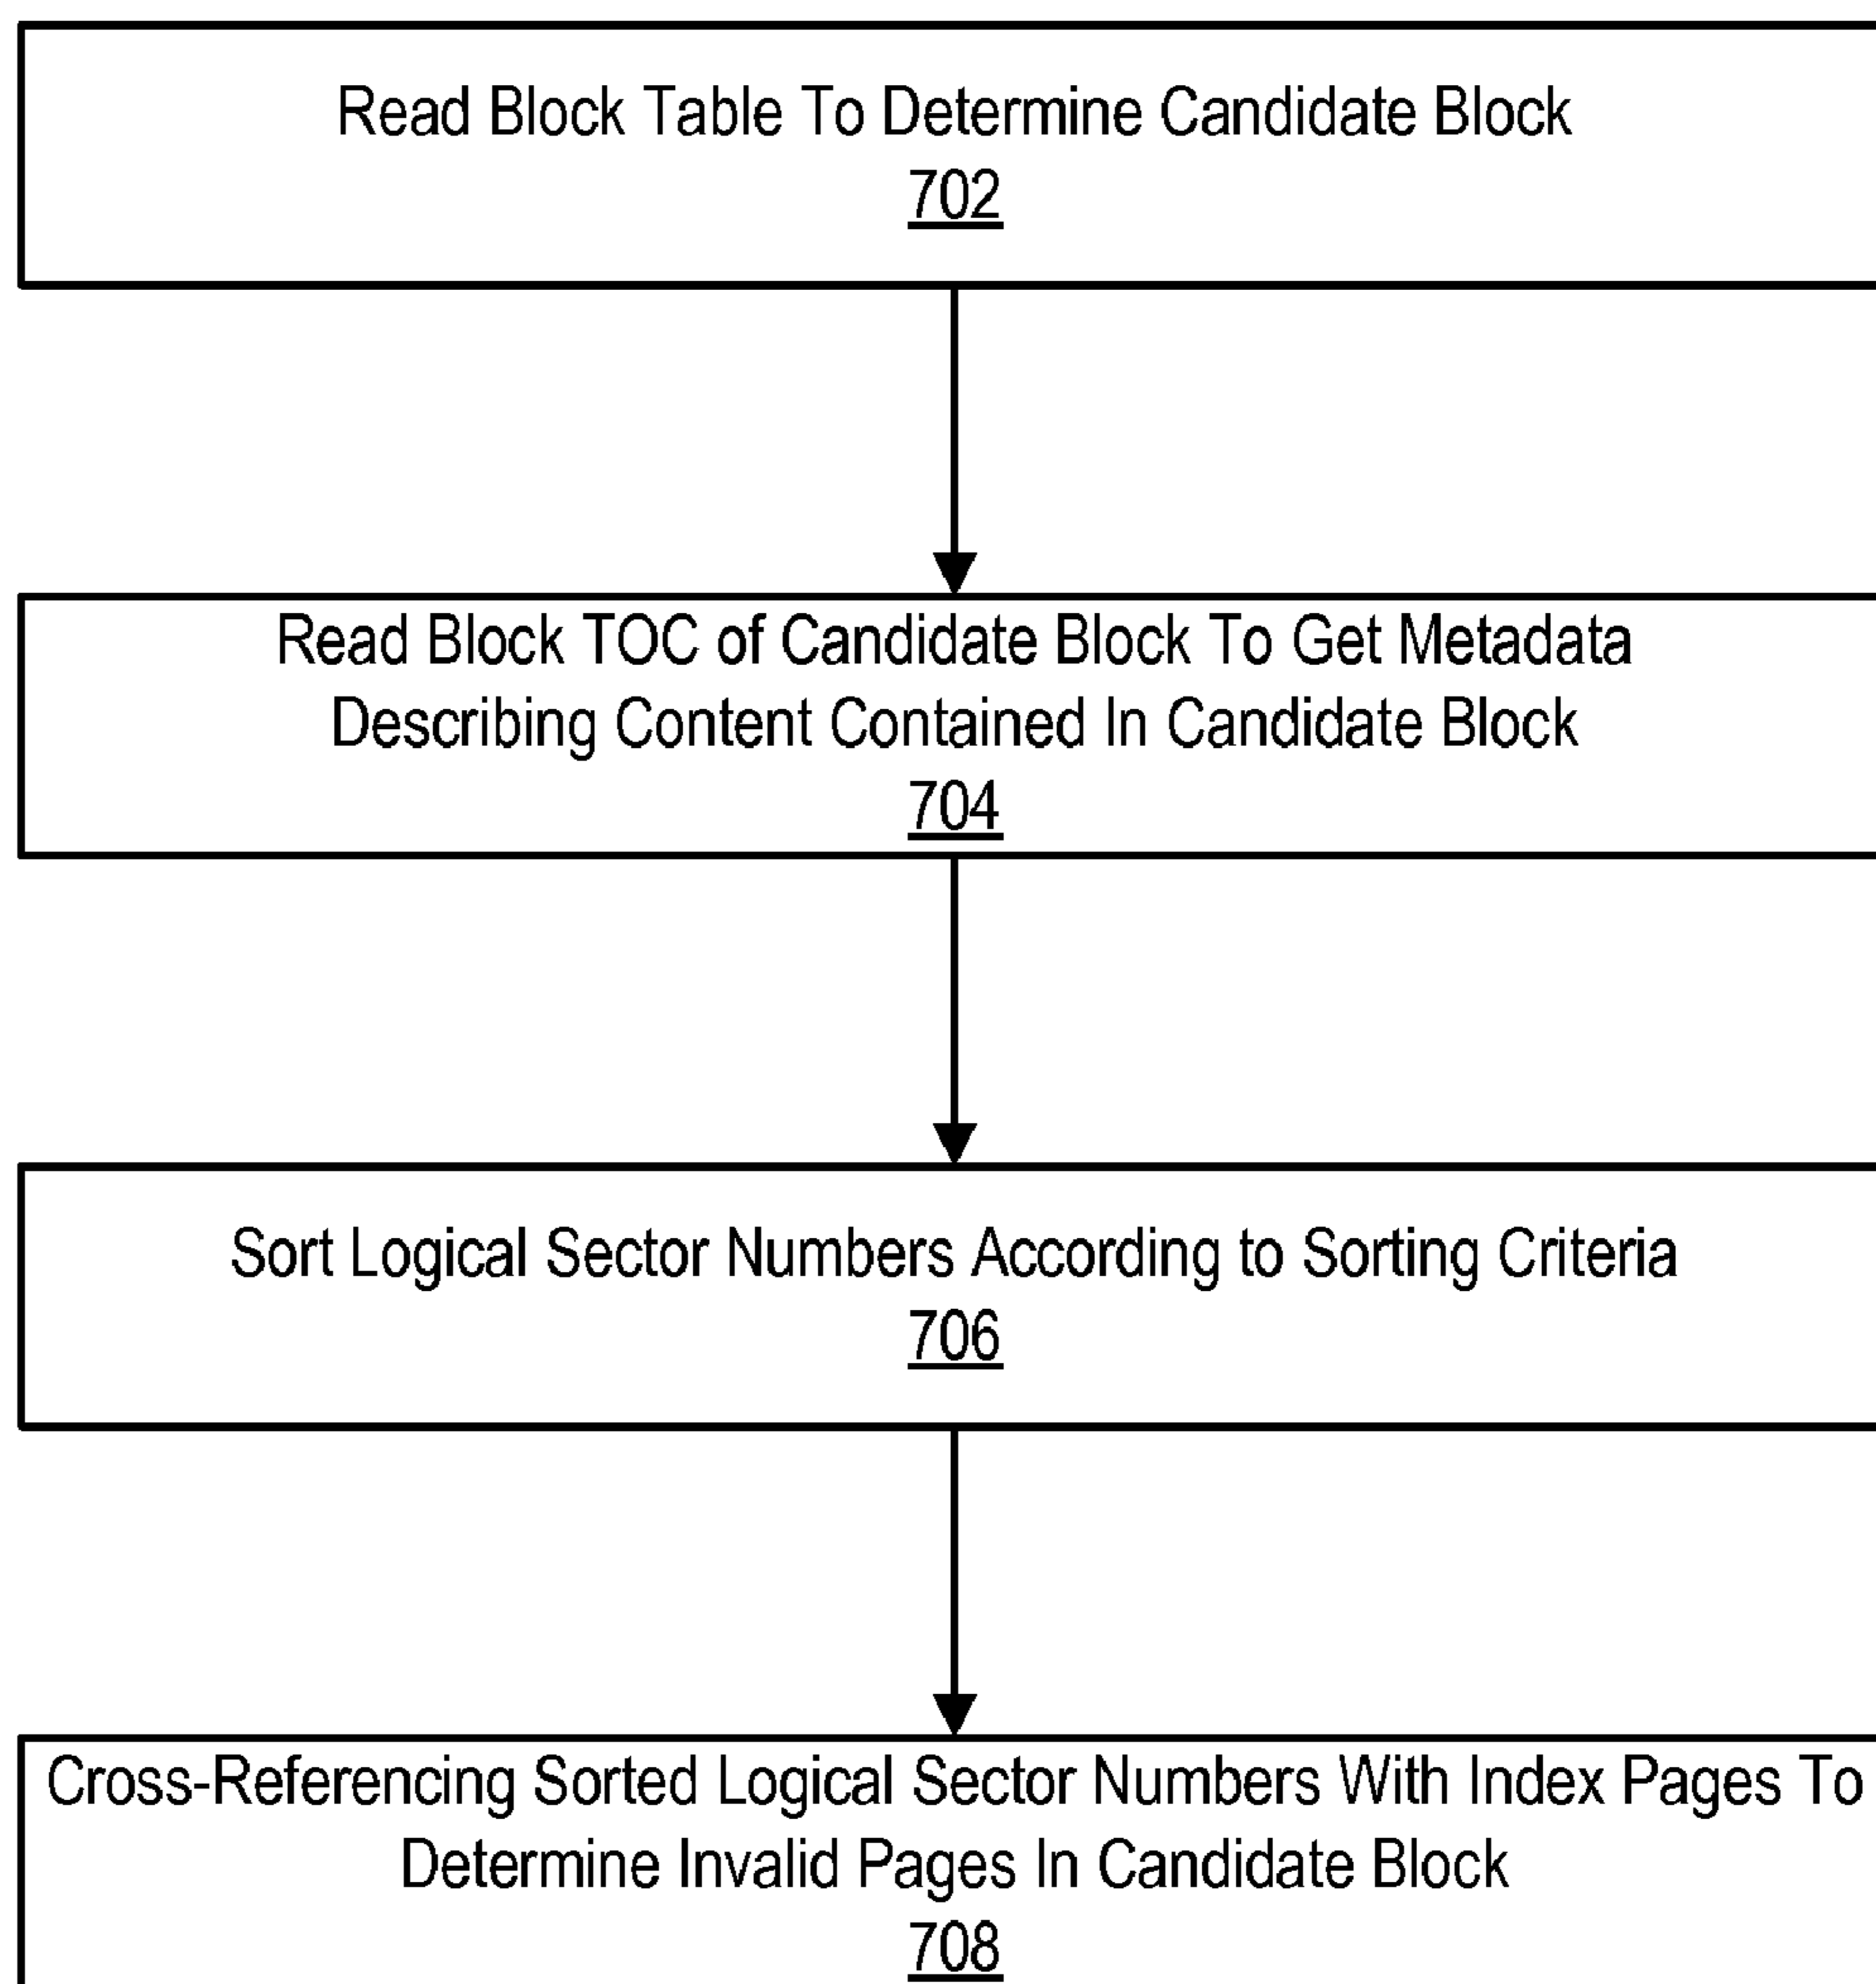 Read Block Table To Determine Candidate Block
702
Read Block TOC of Candidate Block To Get Metadata
Describing Content Contained In Candidate Block
704
Sort Logical Sector Numbers According to Sorting Criteria
706
Cross-Referencing Sorted Logical Sector Numbers With Index Pages To
Determine Invalid Pages In Candidate Block
708